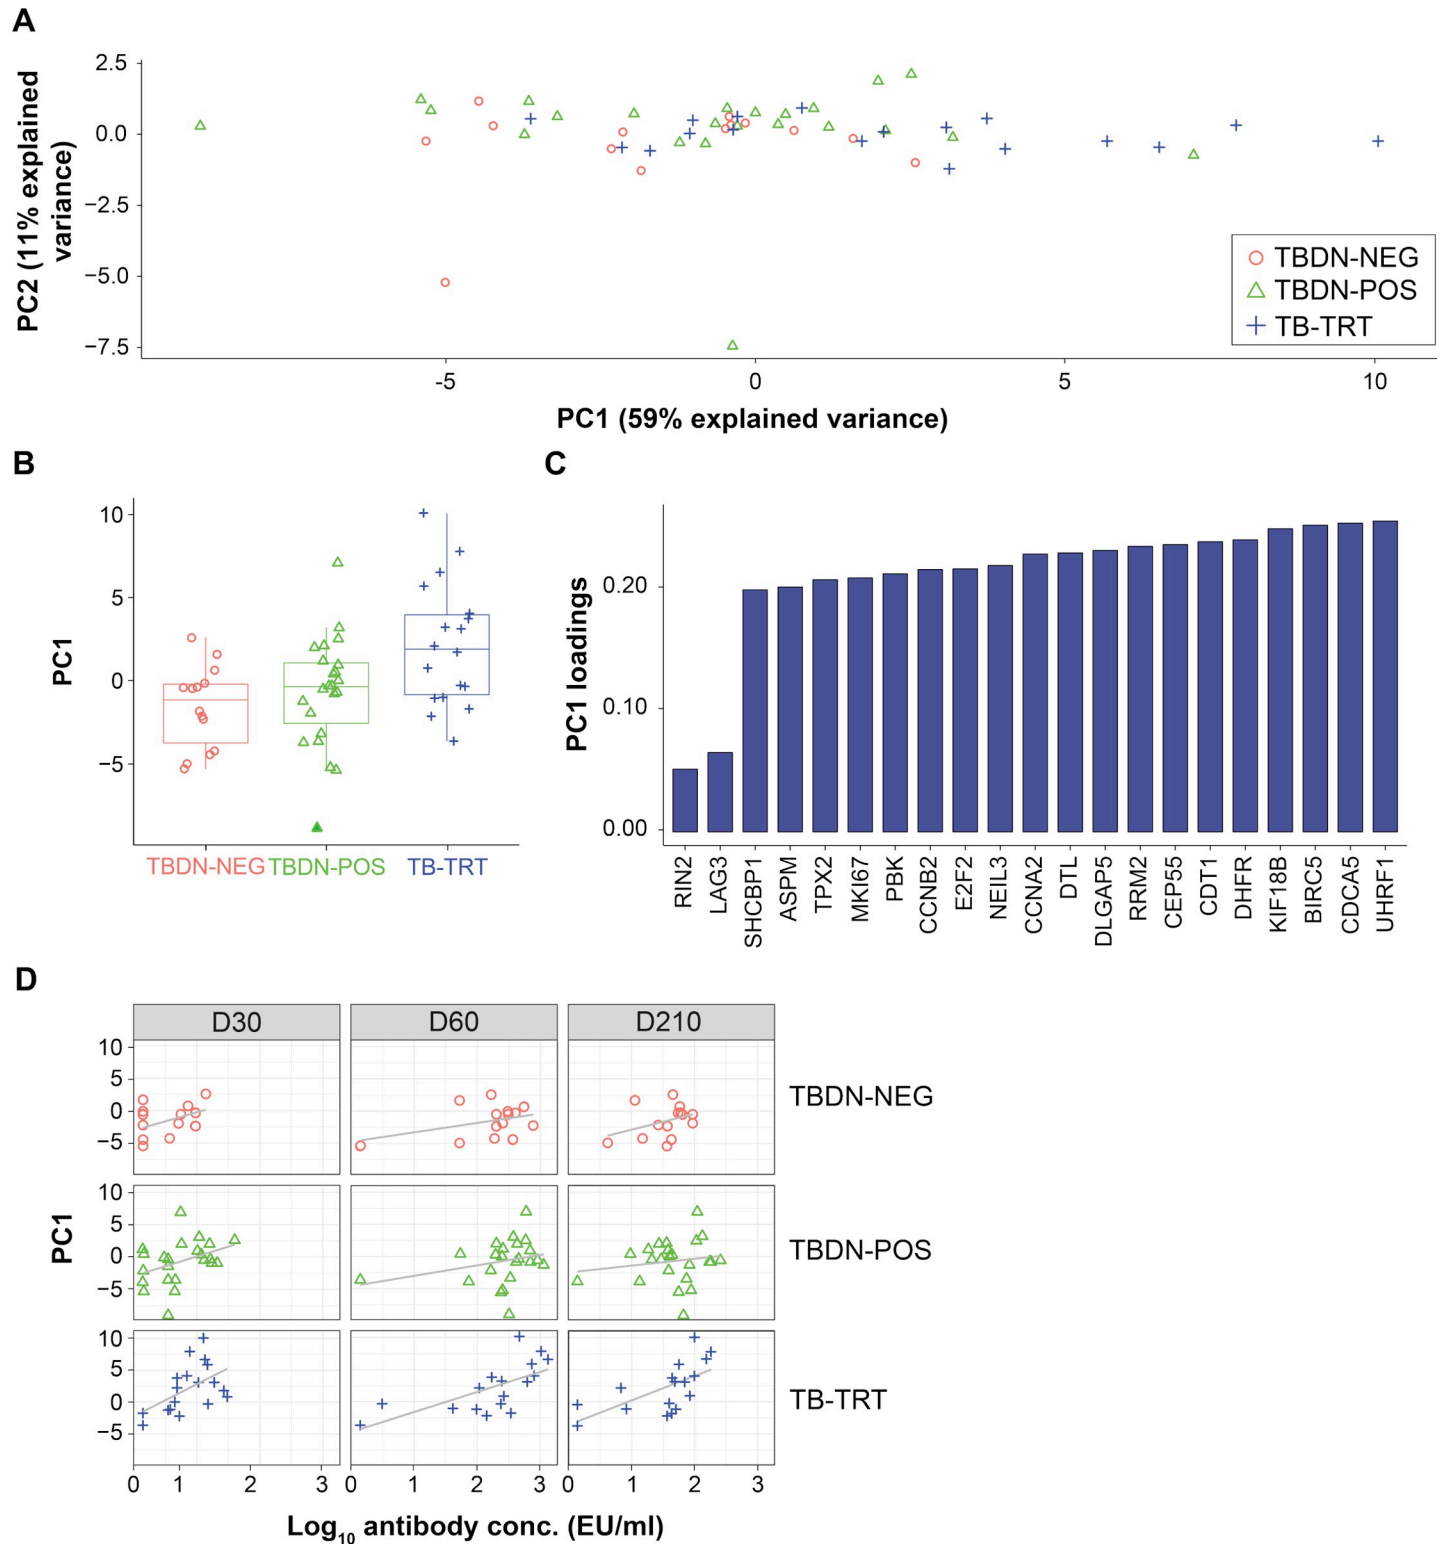 A
PC2 (11% explained
variance)
2.5
0.0
−2.5
−5.0
−7.5
-5
0
5
10
PC1 (59% explained variance)
TBDN-NEG
TBDN-POS
TB-TRT
B
PC1
10
5
0
−5
TBDN-NEG
TBDN-POS
TB-TRT
C
PC1 loadings
0.20
0.10
0.00
RIN2
LAG3
SHCBP1
ASPM
TPX2
MKI67
PBK
CCNB2
E2F2
NEIL3
CCNA2
DTL
DLGAP5
RRM2
CEP55
CDT1
DHFR
KIF18B
BIRC5
CDCA5
UHRF1
D
D30
D60
D210
10
5
0
−5
TBDN-NEG
PC1
10
5
0
−5
TBDN-POS
10
5
0
−5
TB-TRT
0 1 2 3
0 1 2 3
0 1 2 3
Log10 antibody conc. (EU/ml)